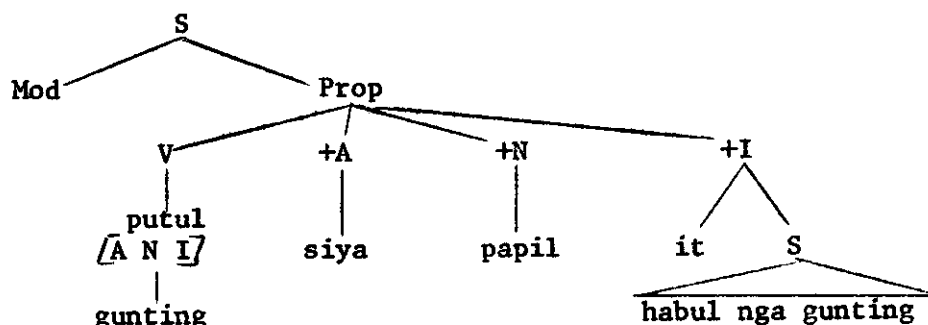 S
Mod Prop
V +A +N +I
putul
[A N I] siya papil it S
gunting habul nga gunting